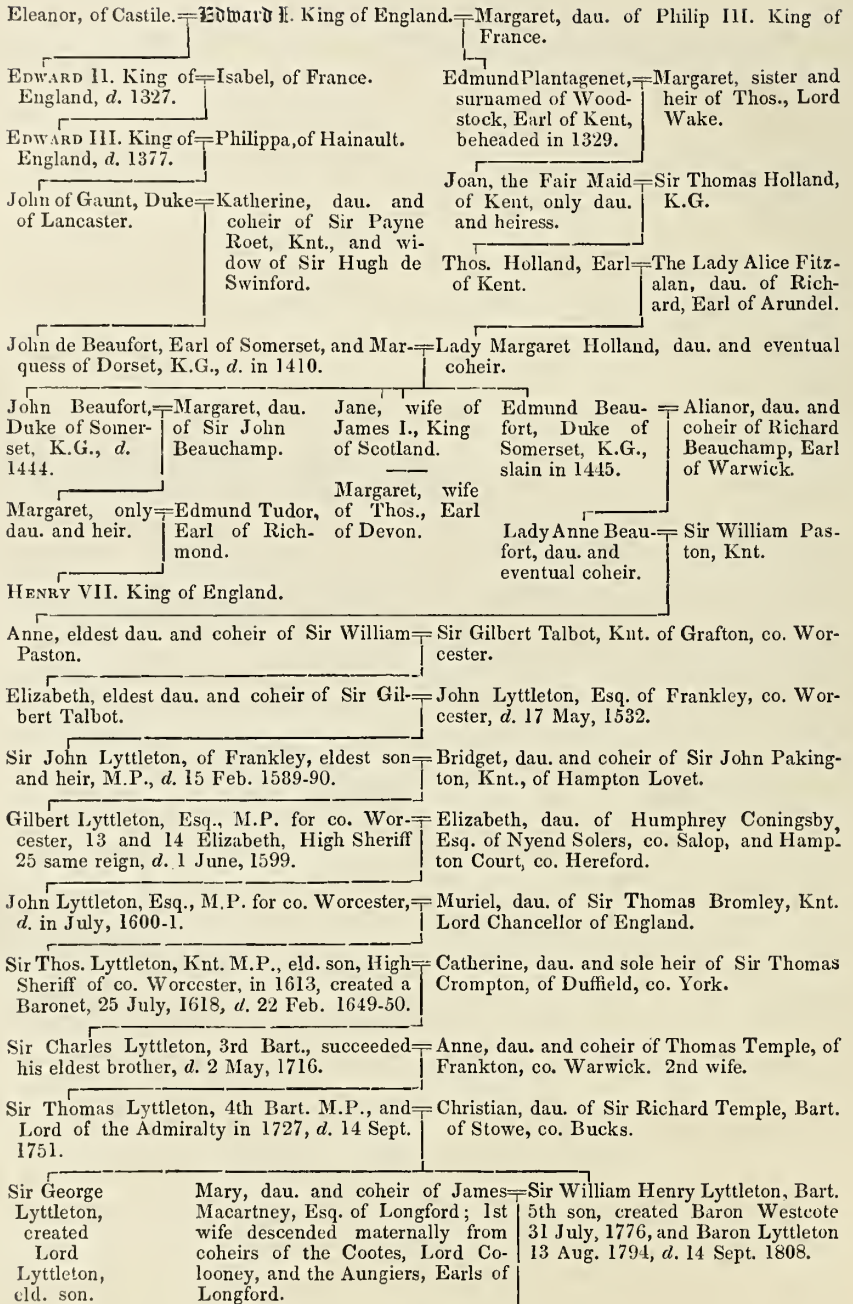 Eleanor, of Castile.=Edward I. King of England.=Margaret, dau. of Philip III. King of
France.
EDWARD II. King of=Isabel, of France.
England, d. 1327.
EdmundPlantagenet,=Margaret, sister and
surnamed of Wood- heir of Thos., Lord
stock, Earl of Kent, Wake.
beheaded in 1329.
EDWARD III. King of=Philippa,of Hainault.
England, d. 1377.
Joan, the Fair Maid=Sir Thomas Holland,
of Kent, only dau. K.G.
and heiress.
John of Gaunt, Duke=Katherine, dau. and
of Lancaster. coheir of Sir Payne
Roet, Knt., and wi-
dow of Sir Hugh de
Swinford.
Thos. Holland, Earl=The Lady Alice Fitz-
of Kent. alan, dau. of Rich-
ard, Earl of Arundel.
John de Beaufort, Earl of Somerset, and Mar-=Lady Margaret Holland, dau. and eventual
quess of Dorset, K.G., d. in 1410. coheir.
John Beaufort,=Margaret, dau.
Duke of Somer- of Sir John
set, K.G., d. Beauchamp.
1444.
Jane, wife of
James I., King
of Scotland.
Margaret, wife
of Thos., Earl
of Devon.
Edmund Beau-=Alianor, dau. and
fort, Duke of coheir of Richard
Somerset, K.G., Beauchamp, Earl
slain in 1445. of Warwick.
Margaret, only=Edmund Tudor,
dau. and heir. Earl of Rich-
mond.
Lady Anne Beau-=Sir William Pas-
fort, dau. and ton, Knt.
eventual coheir.
HENRY VII. King of England.
Anne, eldest dau. and coheir of Sir William=Sir Gilbert Talbot, Knt. of Grafton, co. Wor-
Paston. cester.
Elizabeth, eldest dau. and coheir of Sir Gil-=John Lyttleton, Esq. of Frankley, co. Wor-
bert Talbot. cester, d. 17 May, 1532.
Sir John Lyttleton, of Frankley, eldest son=Bridget, dau. and coheir of Sir John Paking-
and heir, M.P., d. 15 Feb. 1589-90. ton, Knt., of Hampton Lovet.
Gilbert Lyttleton, Esq., M.P. for co. Wor-=Elizabeth, dau. of Humphrey Coningsby,
cester, 13 and 14 Elizabeth, High Sheriff Esq. of Nyend Solers, co. Salop, and Hamp-
25 same reign, d. 1 June, 1599. ton Court, co. Hereford.
John Lyttleton, Esq., M.P. for co. Worcester,=Muriel, dau. of Sir Thomas Bromley, Knt.
d. in July, 1600-1. Lord Chancellor of England.
Sir Thos. Lyttleton, Knt. M.P., eld. son, High=Catherine, dau. and sole heir of Sir Thomas
Sheriff of co. Worcester, in 1613, created a Crompton, of Duffield, co. York.
Baronet, 25 July, 1618, d. 22 Feb. 1649-50.
Sir Charles Lyttleton, 3rd Bart., succeeded=Anne, dau. and coheir of Thomas Temple, of
his eldest brother, d. 2 May, 1716. Frankton, co. Warwick. 2nd wife.
Sir Thomas Lyttleton, 4th Bart. M.P., and=Christian, dau. of Sir Richard Temple, Bart.
Lord of the Admiralty in 1727, d. 14 Sept. of Stowe, co. Bucks.
1751.
Sir George
Lyttleton,
created
Lord
Lyttleton,
eld. son.
Mary, dau. and coheir of James=Sir William Henry Lyttleton, Bart.
Macartney, Esq. of Longford; 1st 5th son, created Baron Westcote
wife descended maternally from 31 July, 1776, and Baron Lyttleton
coheirs of the Cootes, Lord Co- 13 Aug. 1794, d. 14 Sept. 1808.
looney, and the Aungiers, Earls of
Longford.